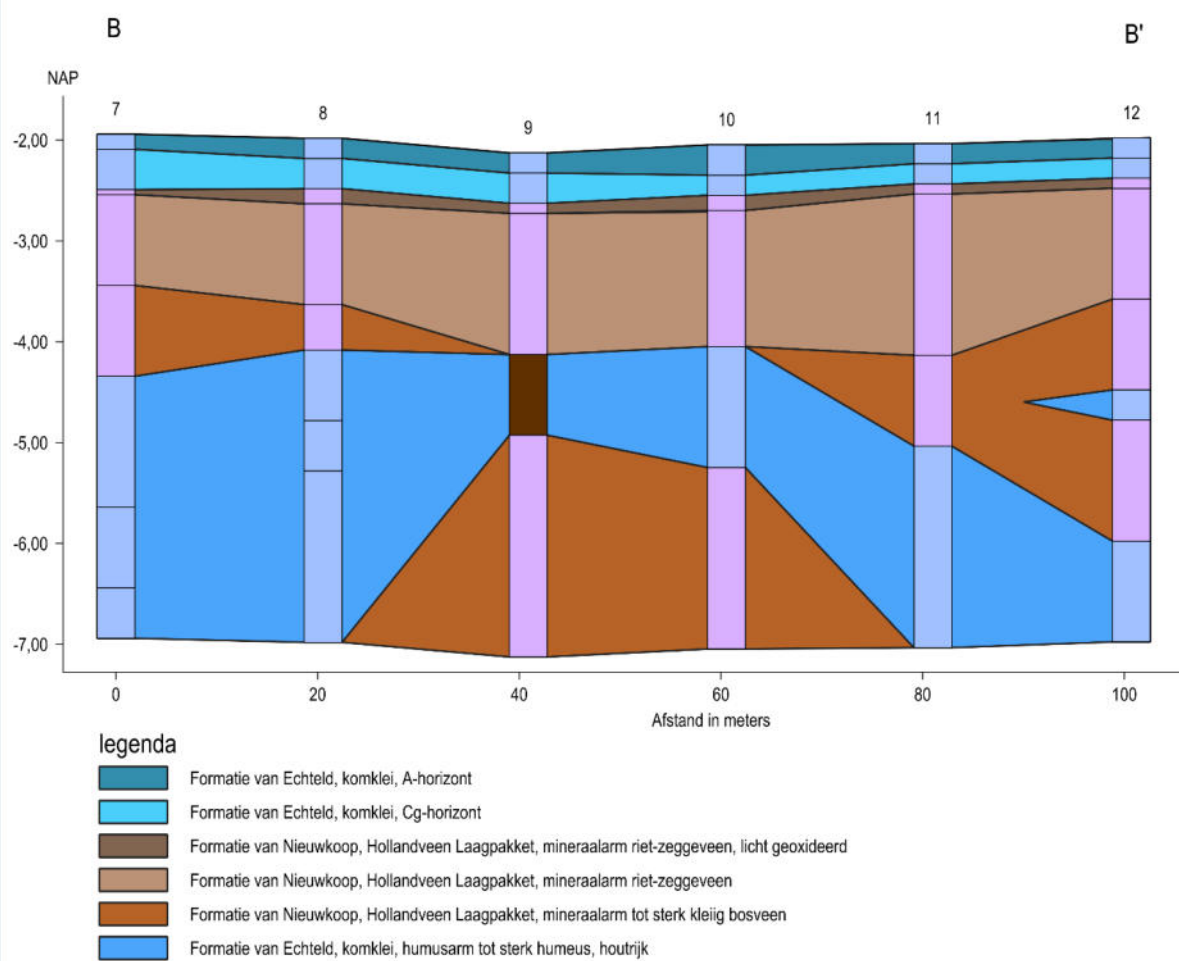 B
B'
NAP
7
8
9
10
11
12
-2,00
-3,00
-4,00
-5,00
-6,00
-7,00
0
20
40
60
80
100
Afstand in meters
legenda
Formatie van Echteld, komklei, A-horizont
Formatie van Echteld, komklei, Cg-horizont
Formatie van Nieuwkoop, Hollandveen Laagpakket, mineraalarm riet-zeggeveen, licht geoxideerd
Formatie van Nieuwkoop, Hollandveen Laagpakket, mineraalarm riet-zeggeveen
Formatie van Nieuwkoop, Hollandveen Laagpakket, mineraalarm tot sterk kleiig bosveen
Formatie van Echteld, komklei, humusarm tot sterk humeus, houtrijk